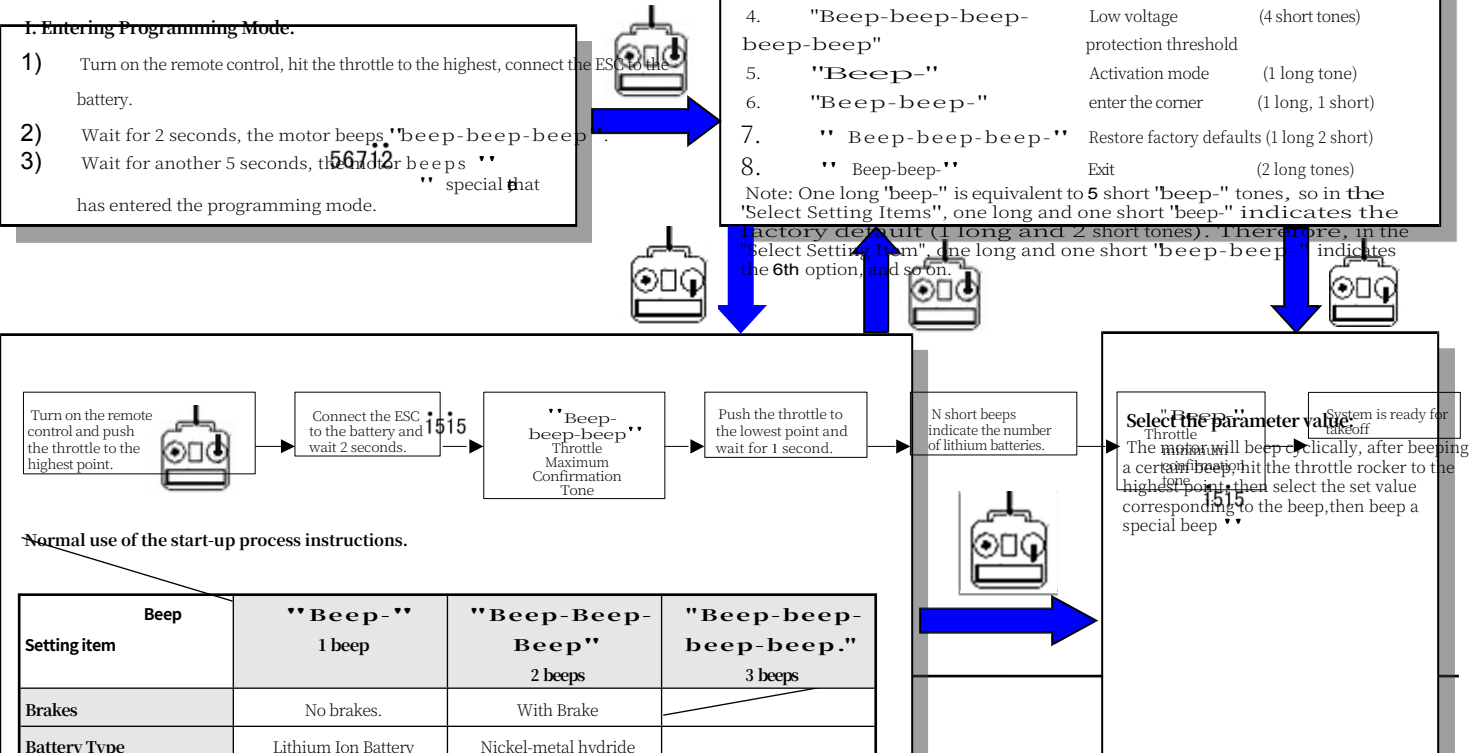 I. Entering Programming Mode.
1) Turn on the remote control, hit the throttle to the highest, connect the ESC to the
battery.
2) Wait for 2 seconds, the motor beeps "beep-beep-beep".
3) Wait for another 5 seconds, the motor beeps "
56712
" special that
has entered the programming mode.
4. "Beep-beep-beep- Low voltage (4 short tones)
beep-beep" protection threshold
5. "Beep-" Activation mode (1 long tone)
6. "Beep-beep-" enter the corner (1 long, 1 short)
7. " Beep-beep-beep-" Restore factory defaults (1 long 2 short)
8. " Beep-beep-" Exit (2 long tones)
Note: One long "beep-" is equivalent to 5 short "beep-" tones, so in the
"Select Setting Items", one long and one short "beep-" indicates the
factory default (1 long and 2 short tones). Therefore, in the
"Select Setting Item", one long and one short "beep-beep-" indicates
the 6th option, and so on.
Turn on the remote
control and push
the throttle to the
highest point.
Connect the ESC
to the battery and
wait 2 seconds.
1515
"Beep-
beep-beep"
Throttle
Maximum
Confirmation
Tone
Push the throttle to
the lowest point and
wait for 1 second.
N short beeps
indicate the number
of lithium batteries.
"Beep-"
Throttle
minimum
confirmation
tone
1515
System is ready for
takeoff
Select the parameter value:
The motor will beep cyclically, after beeping
a certain beep, hit the throttle rocker to the
highest point, then select the set value
corresponding to the beep,then beep a
special beep "
Normal use of the start-up process instructions.
Beep
Setting item
"Beep-"
1 beep
"Beep-Beep-
Beep"
2 beeps
"Beep-beep-
beep-beep."
3 beeps
Brakes No brakes. With Brake
Battery Type Lithium Ion Battery Nickel-metal hydride